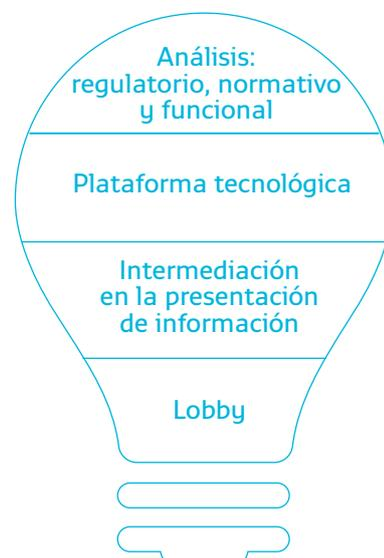 Análisis:
regulatorio, normativo
y funcional
Plataforma tecnológica
Intermediación
en la presentación
de información
Lobby